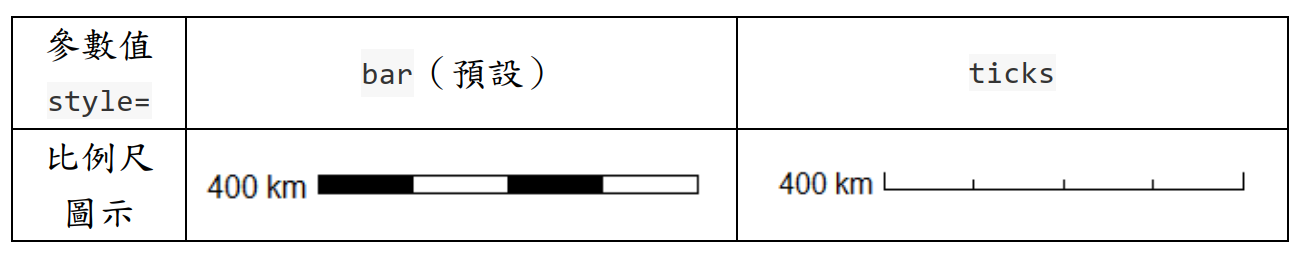 參數值
style=
bar（預設）
ticks
比例尺
圖示
400 km
400 km